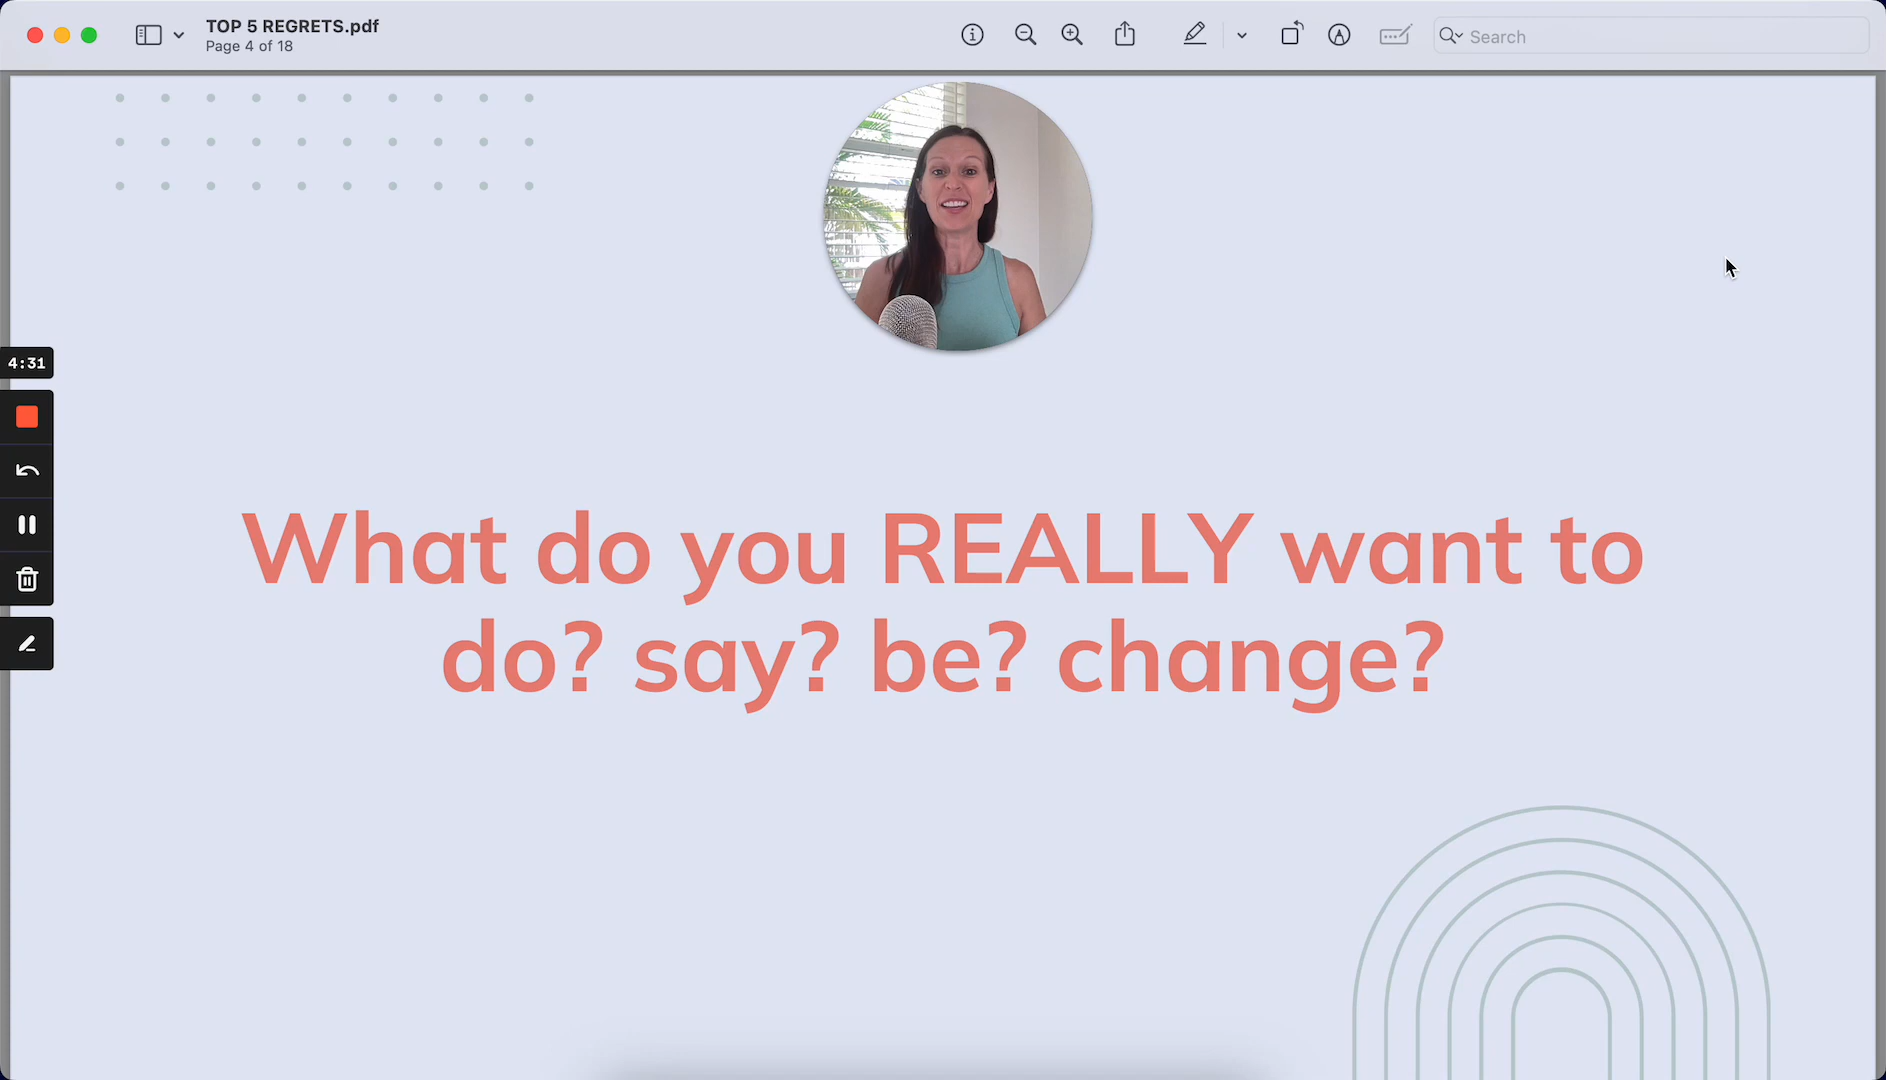 TOP 5 REGRETS.pdf
Page 4 of 18
Search
4:31
What do you REALLY want to
do? say? be? change?